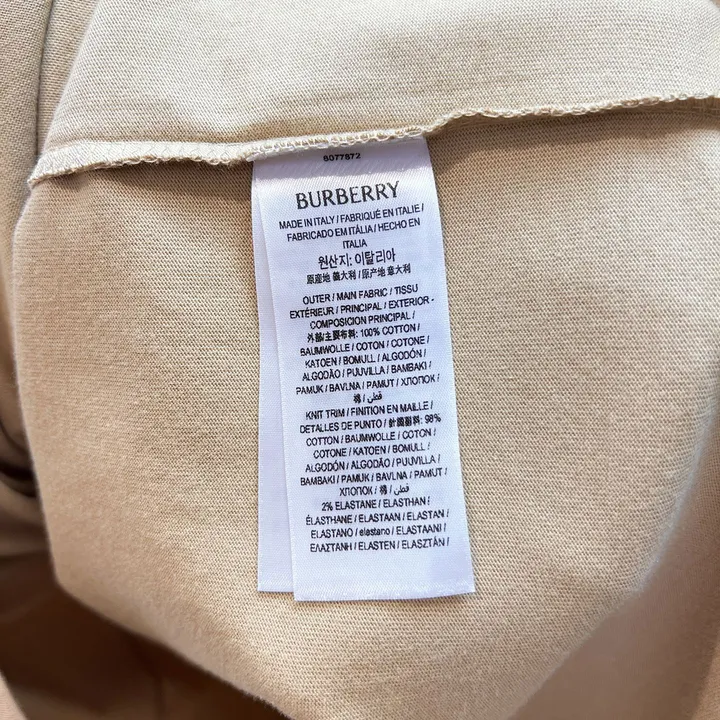 8077872
BURBERRY
MADE IN ITALY / FABRIQUÉ EN ITALIE /
FABRICADO EM ITÁLIA / HECHO EN
ITALIA
원산지: 이탈리아
原產地 義大利 / 原产地 意大利
OUTER / MAIN FABRIC / TISSU
EXTÉRIEUR / PRINCIPAL / EXTERIOR -
COMPOSICIÓN PRINCIPAL /
外部/主要布料: 100% COTTON /
BAUMWOLLE / COTON / COTONE /
KATOEN / BOMULL / ALGODÓN /
ALGODÃO / PUUVILLA / BAMBAKI /
PAMUK / BAVLNA / PAMUT / ХЛОПОК /
棉 / قطن /
KNIT TRIM / FINITION EN MAILLE /
DETALLES DE PUNTO / 針織羅料: 98%
COTTON / BAUMWOLLE / COTON /
COTONE / KATOEN / BOMULL /
ALGODÓN / ALGODÃO / PUUVILLA /
BAMBAKI / PAMUK / BAVLNA / PAMUT /
ХЛОПОК / 棉 / قطن /
2% ELASTANE / ELASTHAN /
ÉLASTHANE / ELASTAAN / ELASTAN /
ELASTANO / elastano / ELASTAANI /
ΕΛΑΣΤΑΝΗ / ELASTEN / ELASZTÁN /